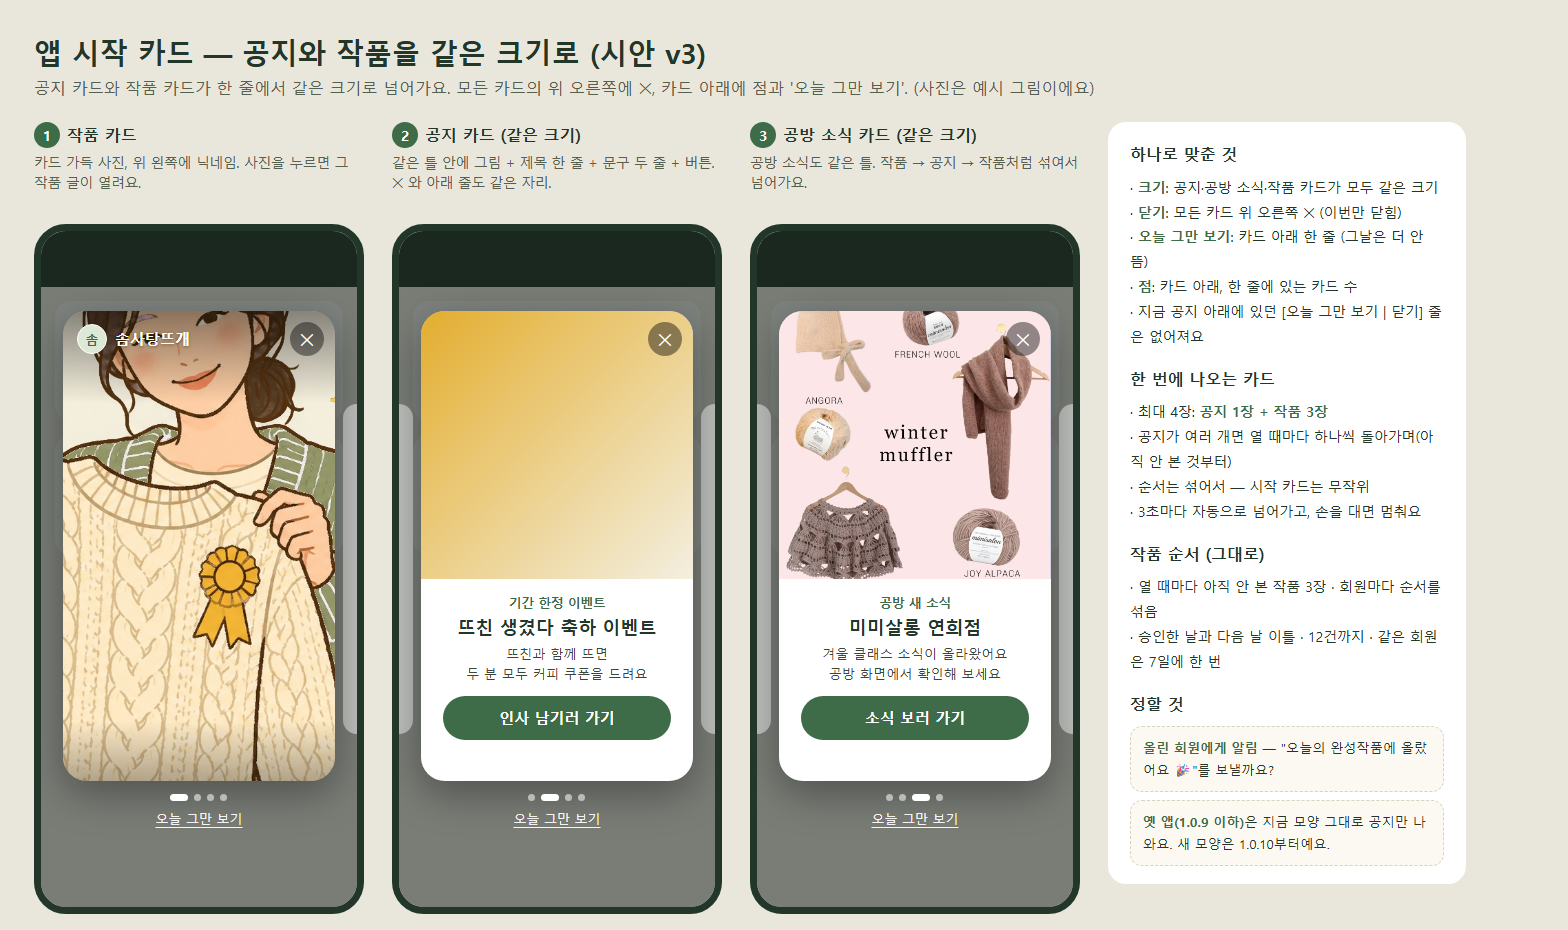 앱 시작 카드 — 공지와 작품을 같은 크기로 (시안 v3)
공지 카드와 작품 카드가 한 줄에서 같은 크기로 넘어가요. 모든 카드의 위 오른쪽에 ✕, 카드 아래에 점과 '오늘 그만 보기'. (사진은 예시 그림이에요)
1 작품 카드
카드 가득 사진, 위 왼쪽에 닉네임. 사진을 누르면 그
작품 글이 열려요.
솜 솜사탕뜨개
✕
오늘 그만 보기
2 공지 카드 (같은 크기)
같은 틀 안에 그림 + 제목 한 줄 + 문구 두 줄 + 버튼.
✕ 와 아래 줄도 같은 자리.
✕
기간 한정 이벤트
뜨친 생겼다 축하 이벤트
뜨친과 함께 뜨면
두 분 모두 커피 쿠폰을 드려요
인사 남기러 가기
오늘 그만 보기
3 공방 소식 카드 (같은 크기)
공방 소식도 같은 틀. 작품 → 공지 → 작품처럼 섞여서
넘어가요.
✕
FRENCH WOOL
ANGORA
winter
muffler
minisalon
JOY ALPACA
공방 새 소식
미미살롱 연희점
겨울 클래스 소식이 올라왔어요
공방 화면에서 확인해 보세요
소식 보러 가기
오늘 그만 보기
하나로 맞춘 것
· 크기: 공지·공방 소식·작품 카드가 모두 같은 크기
· 닫기: 모든 카드 위 오른쪽 ✕ (이번만 닫힘)
· 오늘 그만 보기: 카드 아래 한 줄 (그날은 더 안
뜸)
· 점: 카드 아래, 한 줄에 있는 카드 수
· 지금 공지 아래에 있던 [오늘 그만 보기 | 닫기] 줄
은 없어져요
한 번에 나오는 카드
· 최대 4장: 공지 1장 + 작품 3장
· 공지가 여러 개면 열 때마다 하나씩 돌아가며(아
직 안 본 것부터)
· 순서는 섞어서 — 시작 카드는 무작위
· 3초마다 자동으로 넘어가고, 손을 대면 멈춰요
작품 순서 (그대로)
· 열 때마다 아직 안 본 작품 3장 · 회원마다 순서를
섞음
· 승인한 날과 다음 날 이틀 · 12건까지 · 같은 회원
은 7일에 한 번
정할 것
올린 회원에게 알림 — "오늘의 완성작품에 올랐
어요 🎉"를 보낼까요?
옛 앱(1.0.9 이하)은 지금 모양 그대로 공지만 나
와요. 새 모양은 1.0.10부터예요.